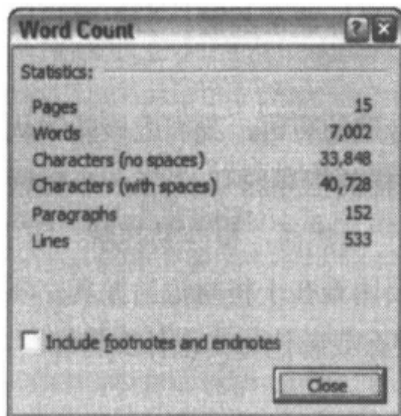 Word Count
Statistics:
Pages 15
Words 7,002
Characters (no spaces) 33,848
Characters (with spaces) 40,728
Paragraphs 152
Lines 533
Include footnotes and endnotes
Close